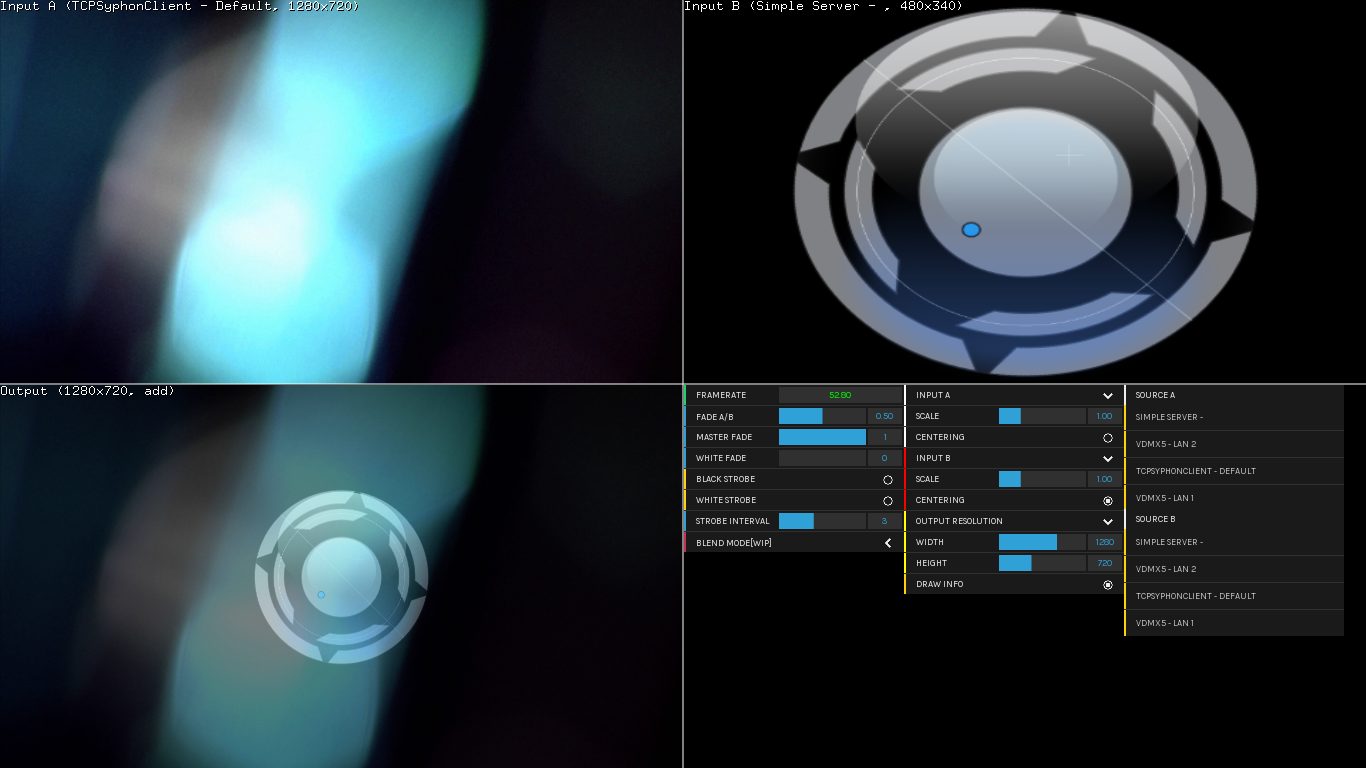 Input A (TCPSyphonClient - Default, 1280x720)
Input B (Simple Server - , 480x340)
Output (1280x720, add)
FRAMERATE 52.80
FADE A/B 0.50
MASTER FADE 1
WHITE FADE 0
BLACK STROBE
WHITE STROBE
STROBE INTERVAL 3
BLEND MODE[WIP]
INPUT A
SCALE 1.00
CENTERING
INPUT B
SCALE 1.00
CENTERING
OUTPUT RESOLUTION
WIDTH 1280
HEIGHT 720
DRAW INFO
SOURCE A
SIMPLE SERVER -
VDMX5 - LAN 2
TCPSYPHONCLIENT - DEFAULT
VDMX5 - LAN 1
SOURCE B
SIMPLE SERVER -
VDMX5 - LAN 2
TCPSYPHONCLIENT - DEFAULT
VDMX5 - LAN 1